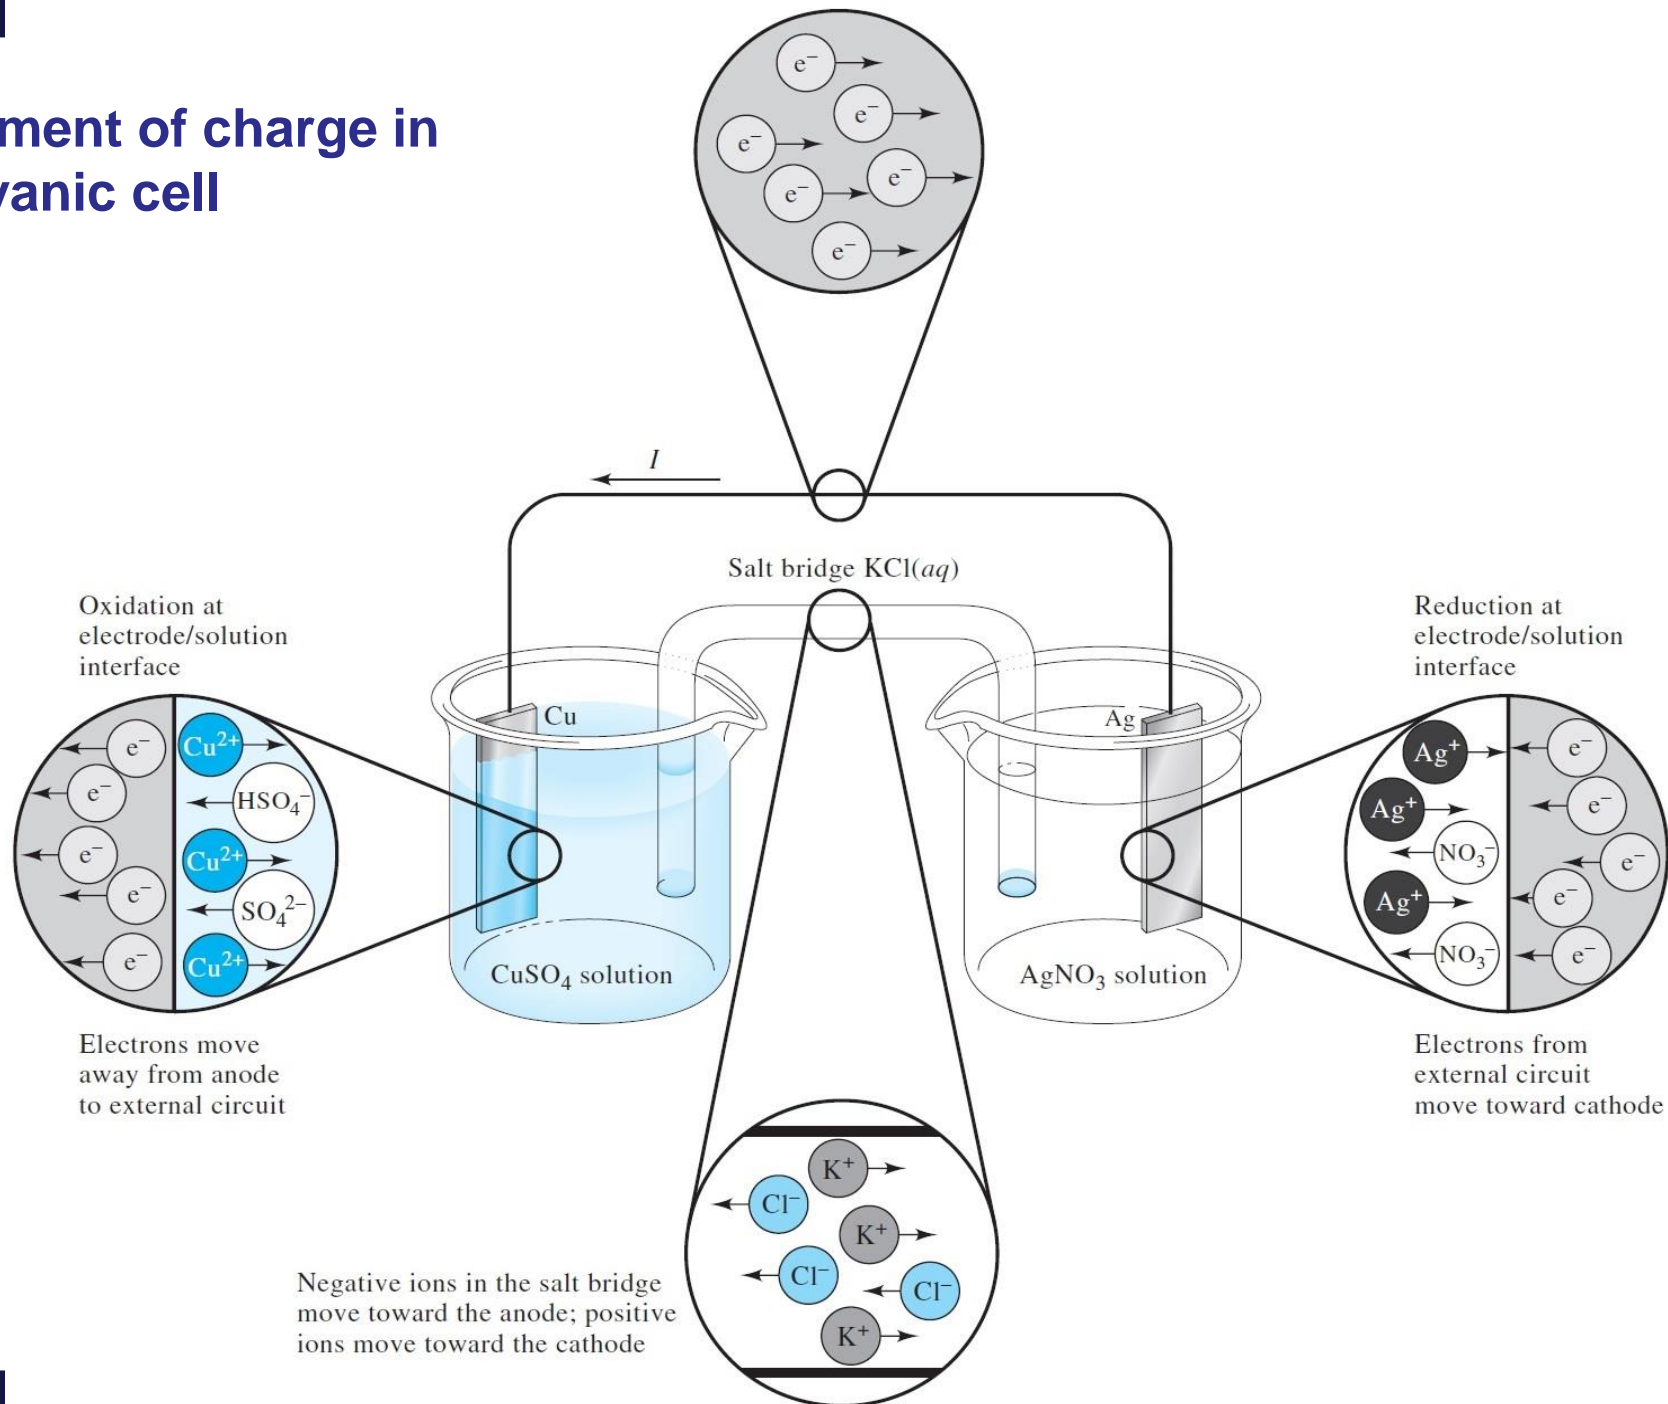 ment of charge in
vanic cell
e⁻
e⁻
e⁻
e⁻
e⁻
e⁻
I
Salt bridge KCl(aq)
Oxidation at
electrode/solution
interface
Reduction at
electrode/solution
interface
Cu
Ag
e⁻
e⁻
e⁻
e⁻
e⁻
Cu²⁺
HSO₄⁻
Cu²⁺
SO₄²⁻
Cu²⁺
CuSO₄ solution
AgNO₃ solution
Ag⁺
Ag⁺
NO₃⁻
Ag⁺
NO₃⁻
e⁻
e⁻
e⁻
e⁻
e⁻
Electrons move
away from anode
to external circuit
Electrons from
external circuit
move toward cathode
K⁺
Cl⁻
K⁺
Cl⁻
Cl⁻
K⁺
Negative ions in the salt bridge
move toward the anode; positive
ions move toward the cathode